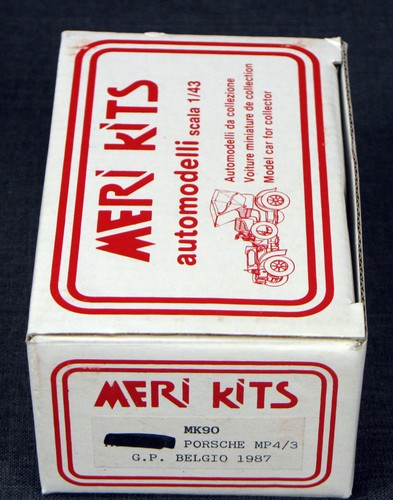 MERi KiTS
automodelli scala 1/43
Automodelli da collezione
Voiture miniature de collection
Model car for collector
MERi KiTS
MK90
PORSCHE MP4/3
G.P. BELGIO 1987